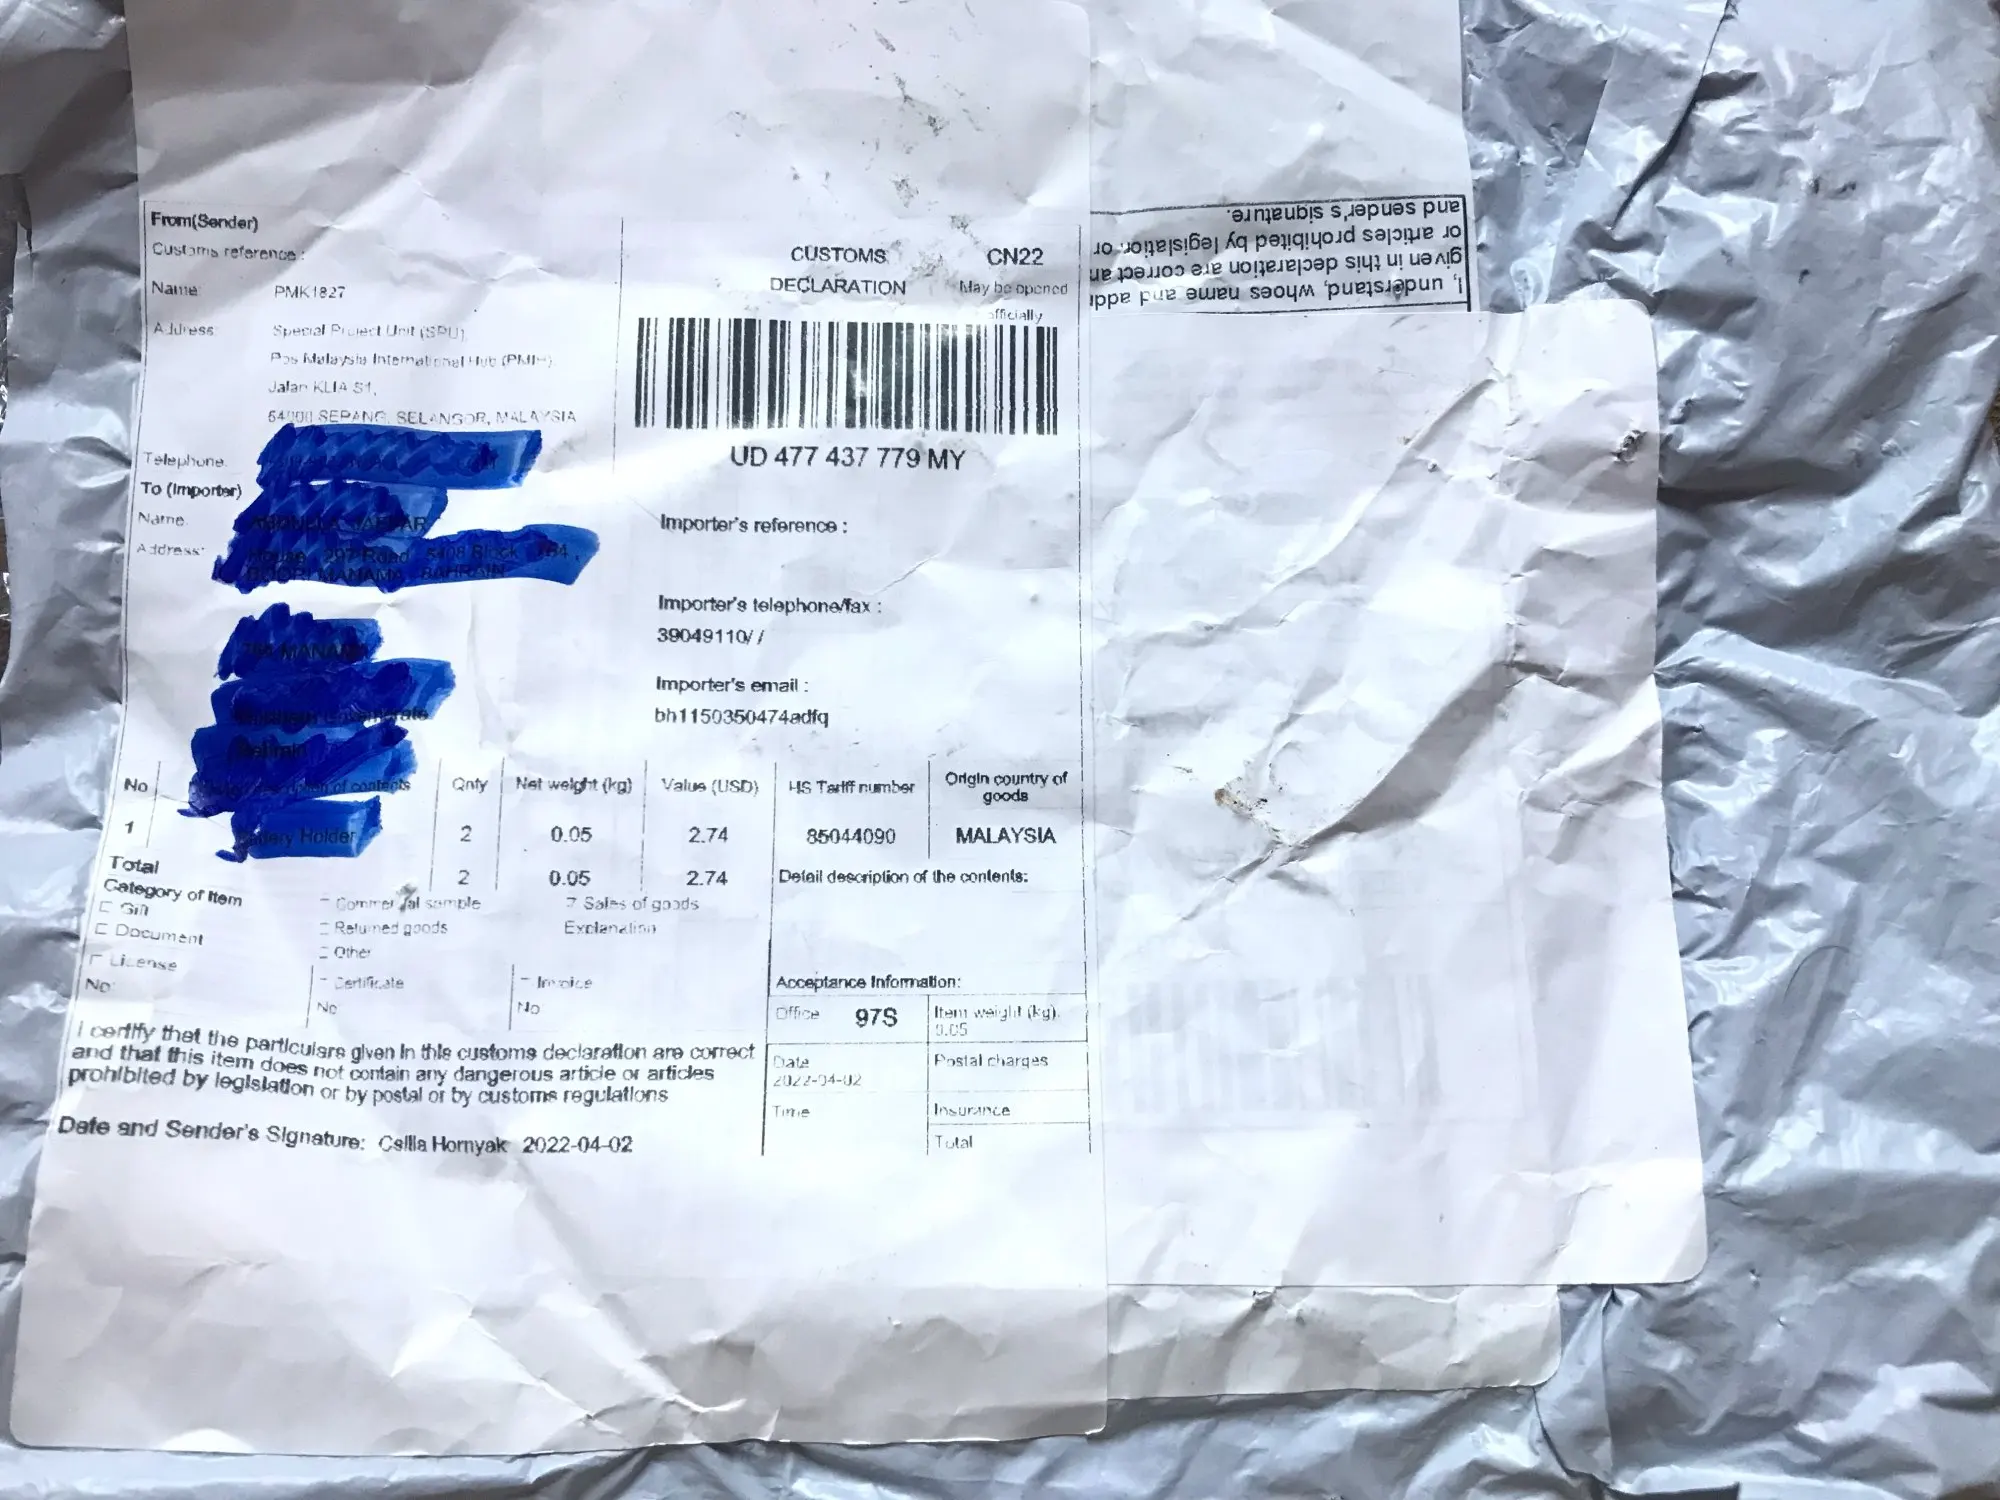 From(Sender)
Customs reference :
Name: PMK1827
Address: Special Project Unit (SPU),
Pos Malaysia International Hub (PMIH),
Jalan KLIA S1,
64000 SEPANG, SELANGOR, MALAYSIA
Telephone:
To (Importer)
Name:
Address:
CUSTOMS DECLARATION
CN22
May be opened officially
UD 477 437 779 MY
Importer's reference :
Importer's telephone/fax :
39049110/ /
Importer's email :
bh1150350474adfq
No Qnty Net weight (kg) Value (USD) HS Tariff number Origin country of goods
1 2 0.05 2.74 85044090 MALAYSIA
Total 2 0.05 2.74
Detail description of the contents:
Category of Item
Gift Commercial sample Sales of goods
Document Returned goods Explanation
Other
License Certificate Invoice
No: No: No:
Acceptance Information:
Office 97S Item weight (kg). 0.05
Date 2022-04-02 Postal charges
Time Insurance
Total
I certify that the particulars given in this customs declaration are correct
and that this item does not contain any dangerous article or articles
prohibited by legislation or by postal or by customs regulations
Date and Sender's Signature: Csilla Hornyak 2022-04-02
I, understand, whoes name and addr
given in this declaration are correct an
or articles prohibited by legislation or
and sender's signature.